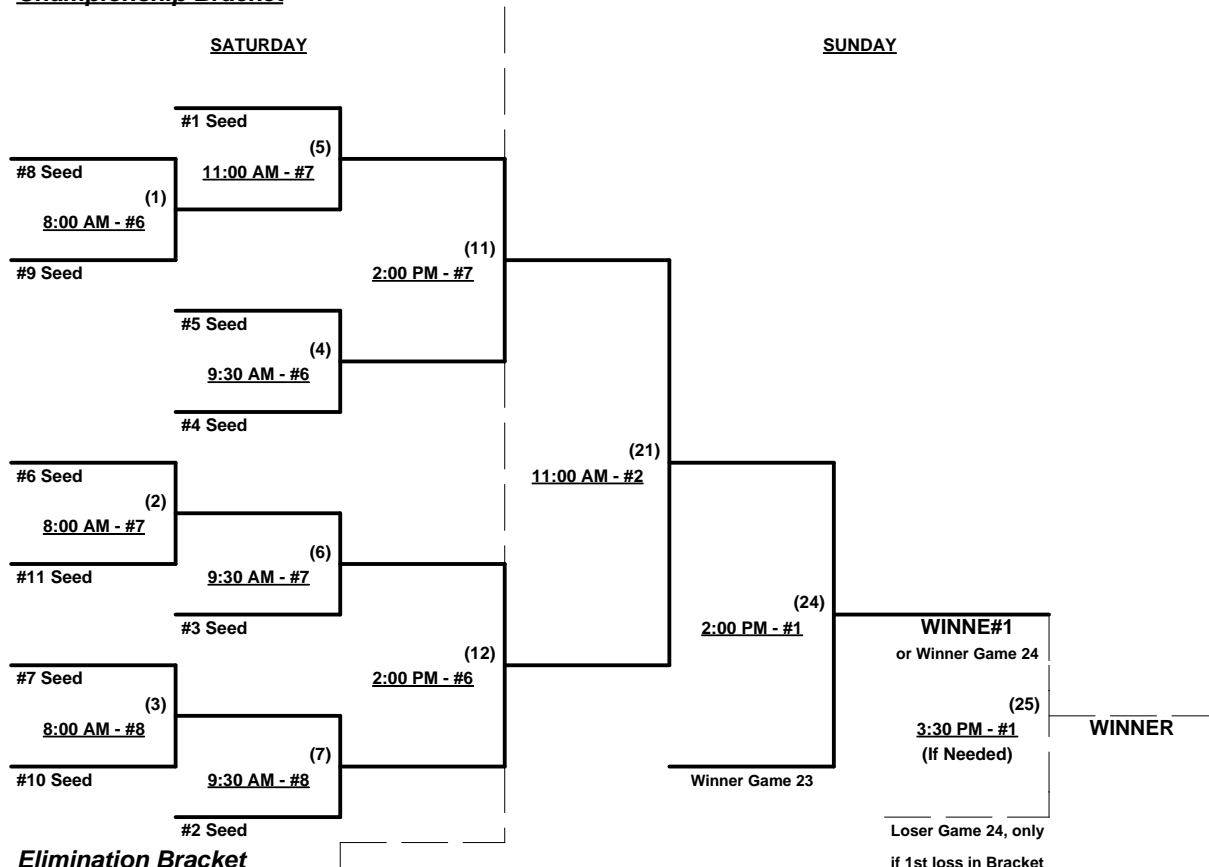 Championship Bracket
SATURDAY
SUNDAY
#1 Seed
(5)
#8 Seed
11:00 AM - #7
(1)
8:00 AM - #6
(11)
#9 Seed
2:00 PM - #7
#5 Seed
(4)
9:30 AM - #6
#4 Seed
(21)
#6 Seed
11:00 AM - #2
(2)
8:00 AM - #7
(6)
#11 Seed
9:30 AM - #7
(24)
#3 Seed
2:00 PM - #1
WINNE#1
(12)
or Winner Game 24
#7 Seed
2:00 PM - #6
(3)
(25)
8:00 AM - #8
3:30 PM - #1
WINNER
(7)
(If Needed)
#10 Seed
9:30 AM - #8
Winner Game 23
#2 Seed
Loser Game 24, only
Elimination Bracket
if 1st loss in Bracket